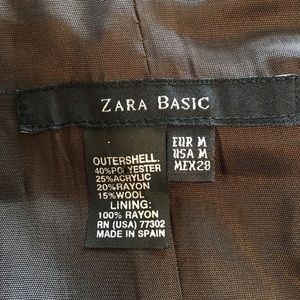 ZARA BASIC
OUTERSHELL.
40%POLYESTER
25%ACRYLIC
20%RAYON
15%WOOL
LINING:
100% RAYON
RN (USA) 77302
MADE IN SPAIN
EUR M
USA M
MEX28